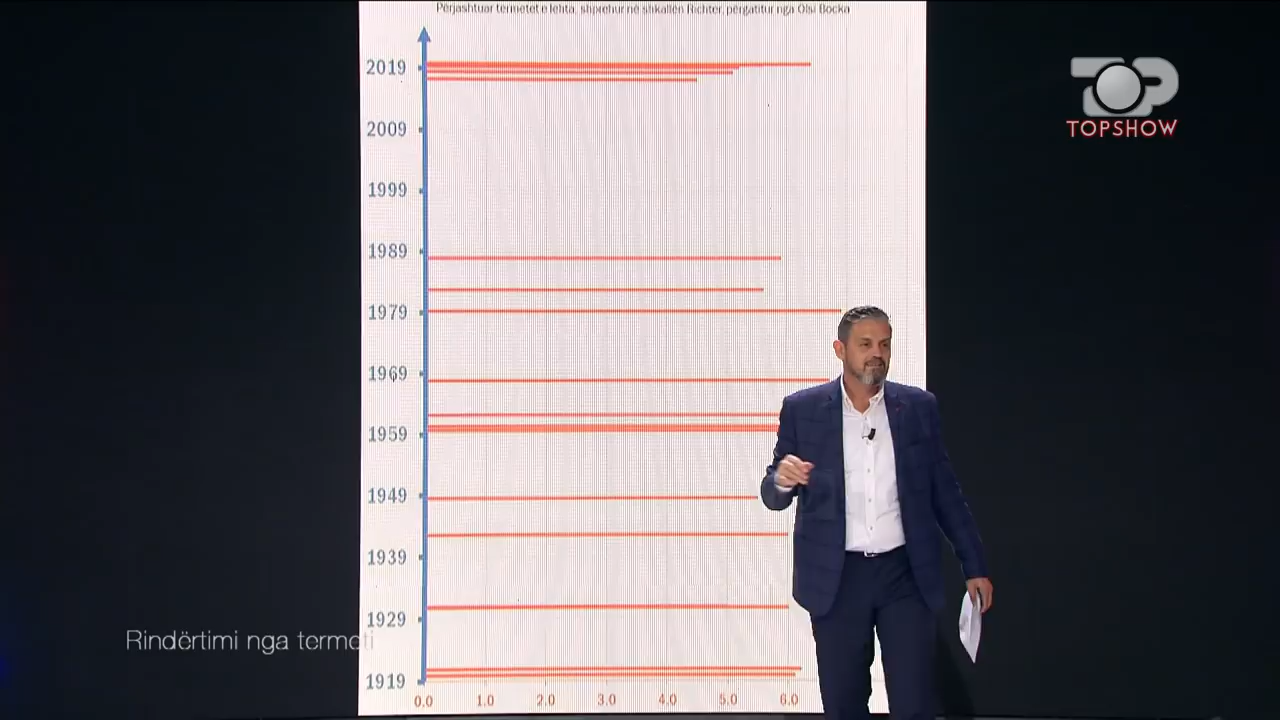 Përjashtuar termetet e lehta, shprehur në shkallën Richter, përgatitur nga Olsi Bocka
2019
2009
1999
1989
1979
1969
1959
1949
1939
1929
1919
0.0 1.0 2.0 3.0 4.0 5.0 6.0
TOP
TOPSHOW
Rindërtimi nga termeti